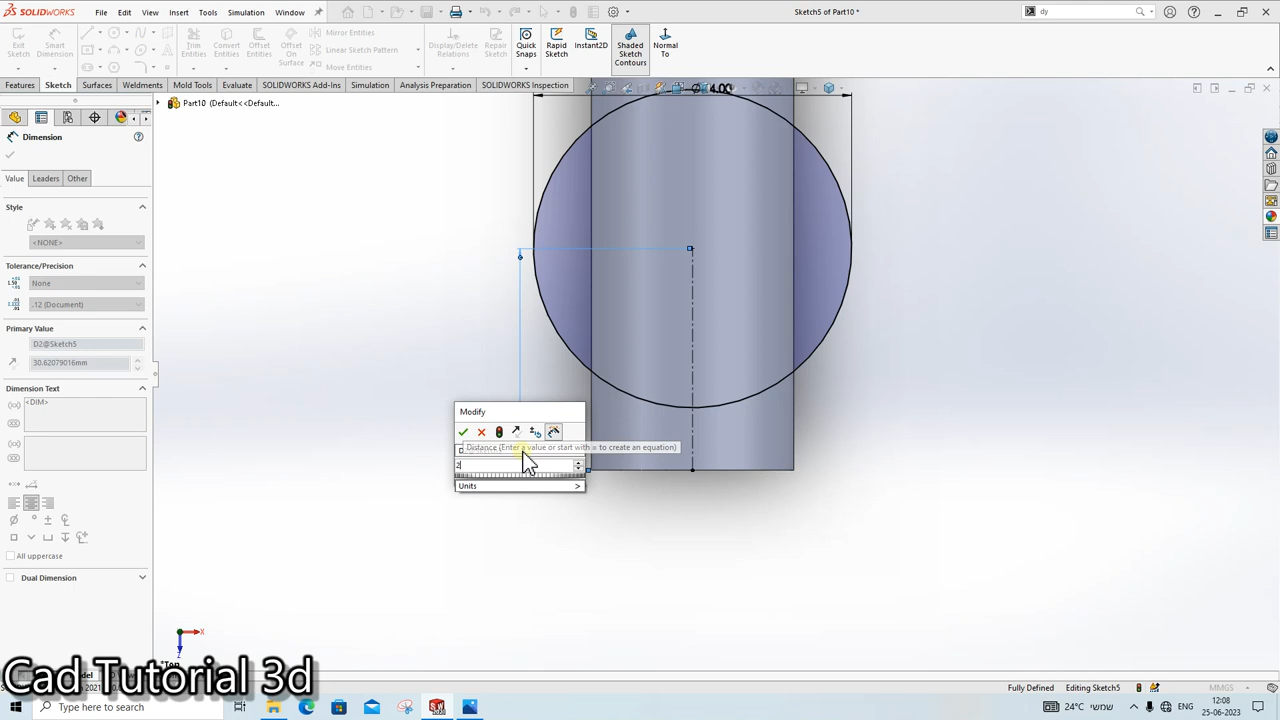 SOLIDWORKS File Edit View Insert Tools Simulation Window Sketch5 of Part10 * dy
Exit Sketch Smart Dimension Trim Entities Convert Entities Offset Entities Offset On Surface Mirror Entities Linear Sketch Pattern Move Entities Display/Delete Relations Repair Sketch Quick Snaps Rapid Sketch Instant2D Shaded Sketch Contours Normal To
Features Sketch Surfaces Weldments Mold Tools Evaluate SOLIDWORKS Add-Ins Simulation Analysis Preparation SOLIDWORKS Inspection
Part10 (Default<<Default...
Dimension
Value Leaders Other
Style
<NONE>
Tolerance/Precision
None
.12 (Document)
Primary Value
D2@Sketch5
30.62079016mm
Dimension Text
<DIM>
All uppercase
Dual Dimension
Modify
Distance (Enter a value or start with = to create an equation)
2
Units >
X
Z
*Top
Cad Tutorial 3d
Fully Defined Editing Sketch5 MMGS
Type here to search
24°C שמשי
ENG
12:08
25-06-2023